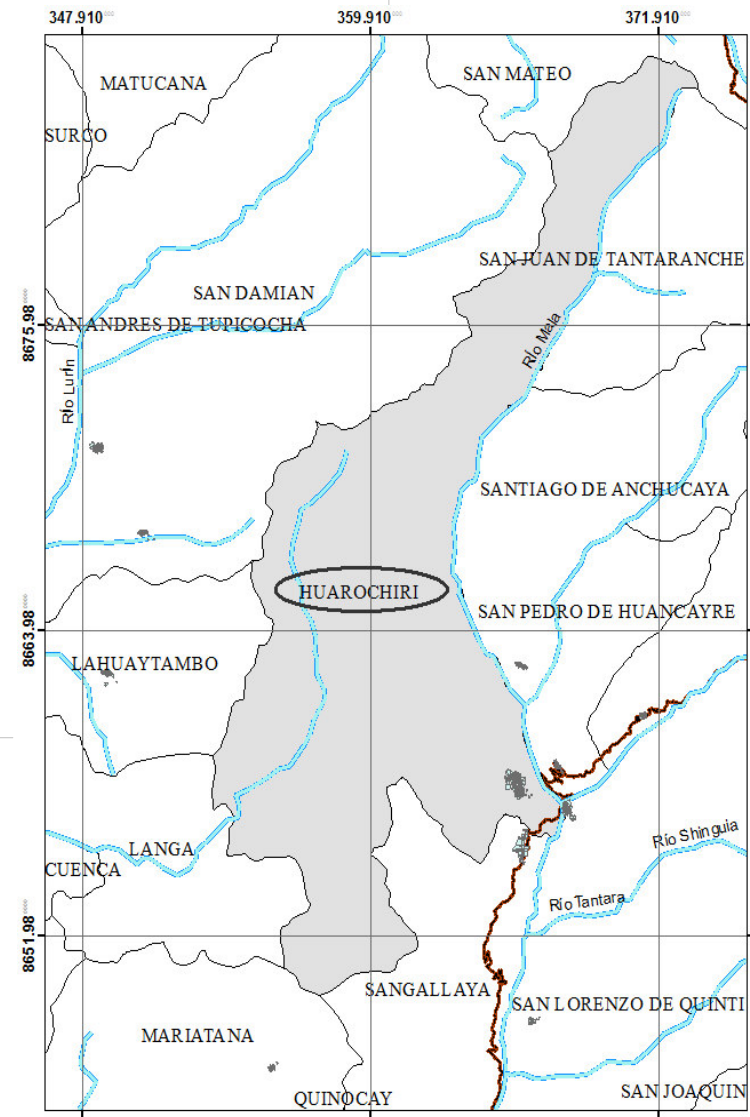 347.910 359.910 371.910
MATUCANA
SAN MATEO
SURCO
SAN JUAN DE TANTARANCHE
SAN DAMIAN
8675.98
SAN ANDRES DE TUPICOCHA
Río Mala
Río Lurín
SANTIAGO DE ANCHUCAYA
HUAROCHIRI
SAN PEDRO DE HUANCAYRE
8663.98
LAHUAYTAMBO
Río Shinguia
LANGA
CUENCA
Río Tantara
8651.98
SANGALLAYA
SAN LORENZO DE QUINTI
MARIATANA
QUINOCAY
SAN JOAQUIN